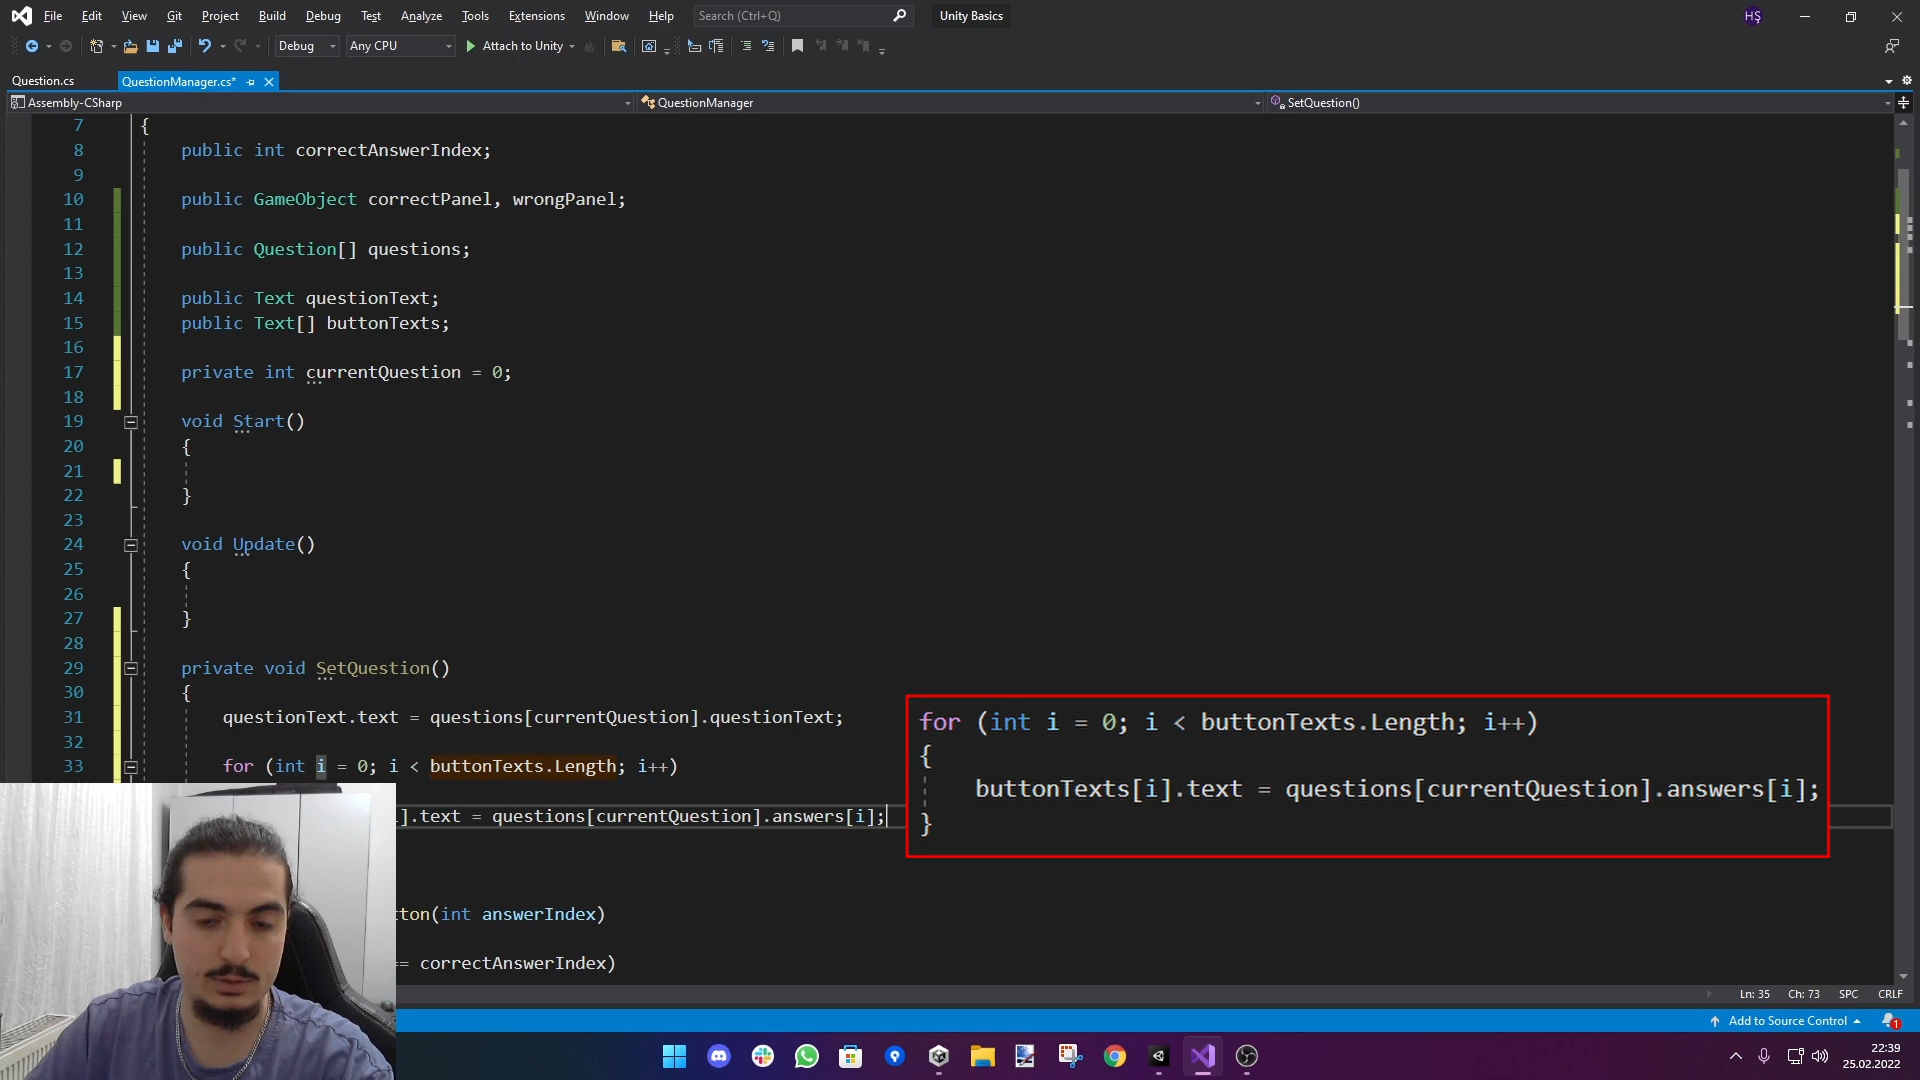 File Edit View Git Project Build Debug Test Analyze Tools Extensions Window Help Search (Ctrl+Q) Unity Basics HŞ
Debug Any CPU Attach to Unity
Question.cs QuestionManager.cs*
Assembly-CSharp QuestionManager SetQuestion()
7 {
8 public int correctAnswerIndex;
9
10 public GameObject correctPanel, wrongPanel;
11
12 public Question[] questions;
13
14 public Text questionText;
15 public Text[] buttonTexts;
16
17 private int currentQuestion = 0;
18
19 void Start()
20 {
21
22 }
23
24 void Update()
25 {
26
27 }
28
29 private void SetQuestion()
30 {
31 questionText.text = questions[currentQuestion].questionText;
32
33 for (int i = 0; i < buttonTexts.Length; i++)
].text = questions[currentQuestion].answers[i];
tton(int answerIndex)
== correctAnswerIndex)
for (int i = 0; i < buttonTexts.Length; i++)
{
buttonTexts[i].text = questions[currentQuestion].answers[i];
}
Ln: 35 Ch: 73 SPC CRLF
Add to Source Control 1
22:39
25.02.2022